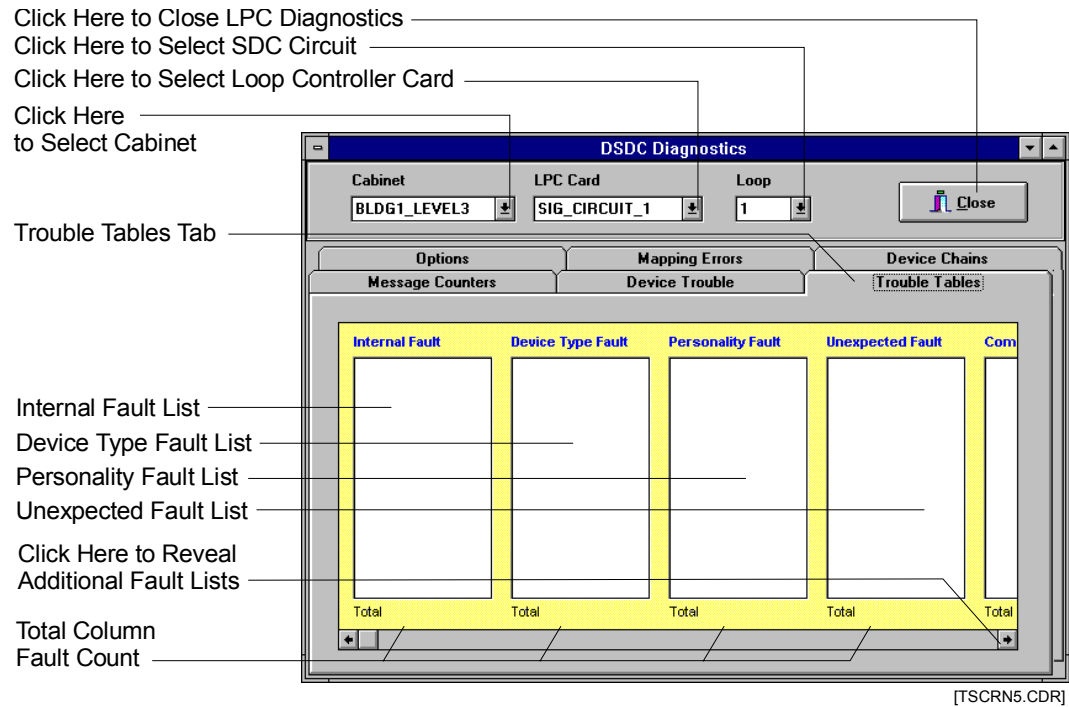 Click Here to Close LPC Diagnostics
Click Here to Select SDC Circuit
Click Here to Select Loop Controller Card
Click Here
to Select Cabinet
DSDC Diagnostics
Cabinet LPC Card Loop
BLDG1_LEVEL3 SIG_CIRCUIT_1 1 Close
Trouble Tables Tab
Options Mapping Errors Device Chains
Message Counters Device Trouble Trouble Tables
Internal Fault Device Type Fault Personality Fault Unexpected Fault Com
Internal Fault List
Device Type Fault List
Personality Fault List
Unexpected Fault List
Click Here to Reveal
Additional Fault Lists
Total Total Total Total Total
Total Column
Fault Count
[TSCRN5.CDR]